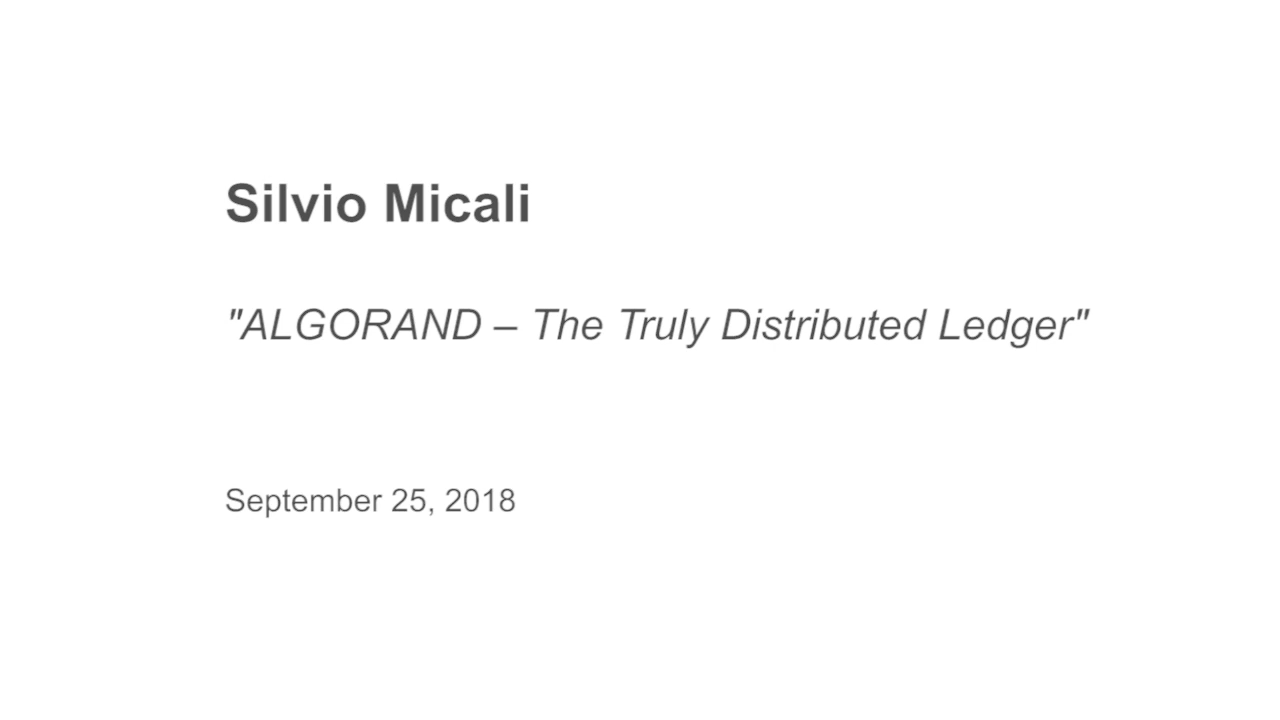 Silvio Micali
"ALGORAND – The Truly Distributed Ledger"
September 25, 2018